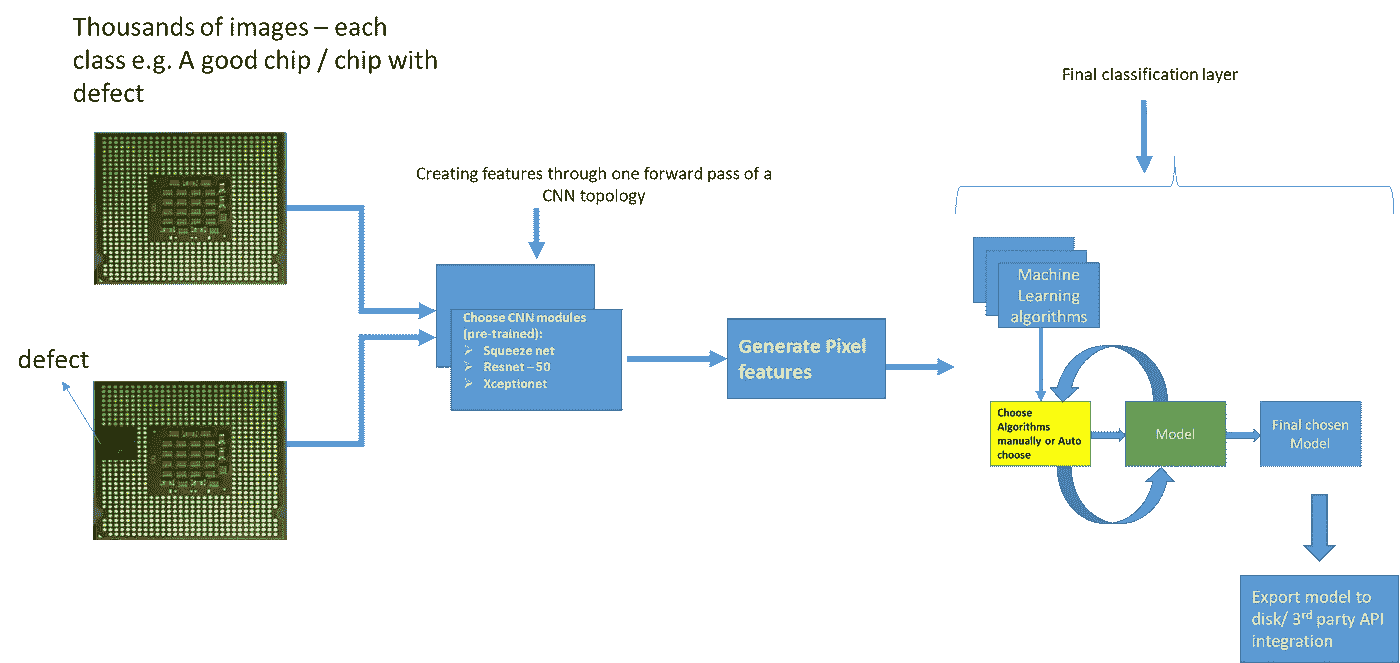 Thousands of images – each
class e.g. A good chip / chip with
defect
Final classification layer
Creating features through one forward pass of a
CNN topology
Choose CNN modules
(pre-trained):
➢ Squeeze net
➢ Resnet – 50
➢ Xceptionet
Generate Pixel
features
Machine
Learning
algorithms
defect
Choose
Algorithms
manually or Auto
choose
Model
Final chosen
Model
Export model to
disk/ 3rd party API
integration